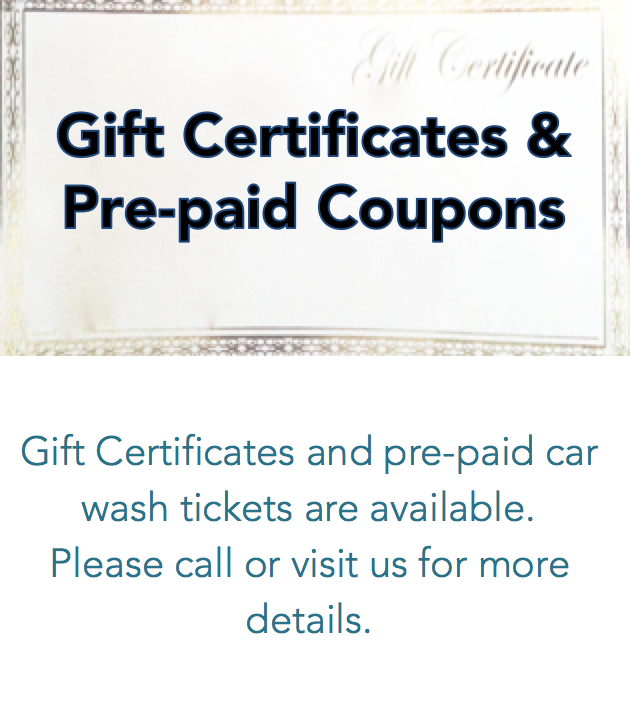 Gift Certificate
Gift Certificates &
Pre-paid Coupons
Gift Certificates and pre-paid car
wash tickets are available.
Please call or visit us for more
details.